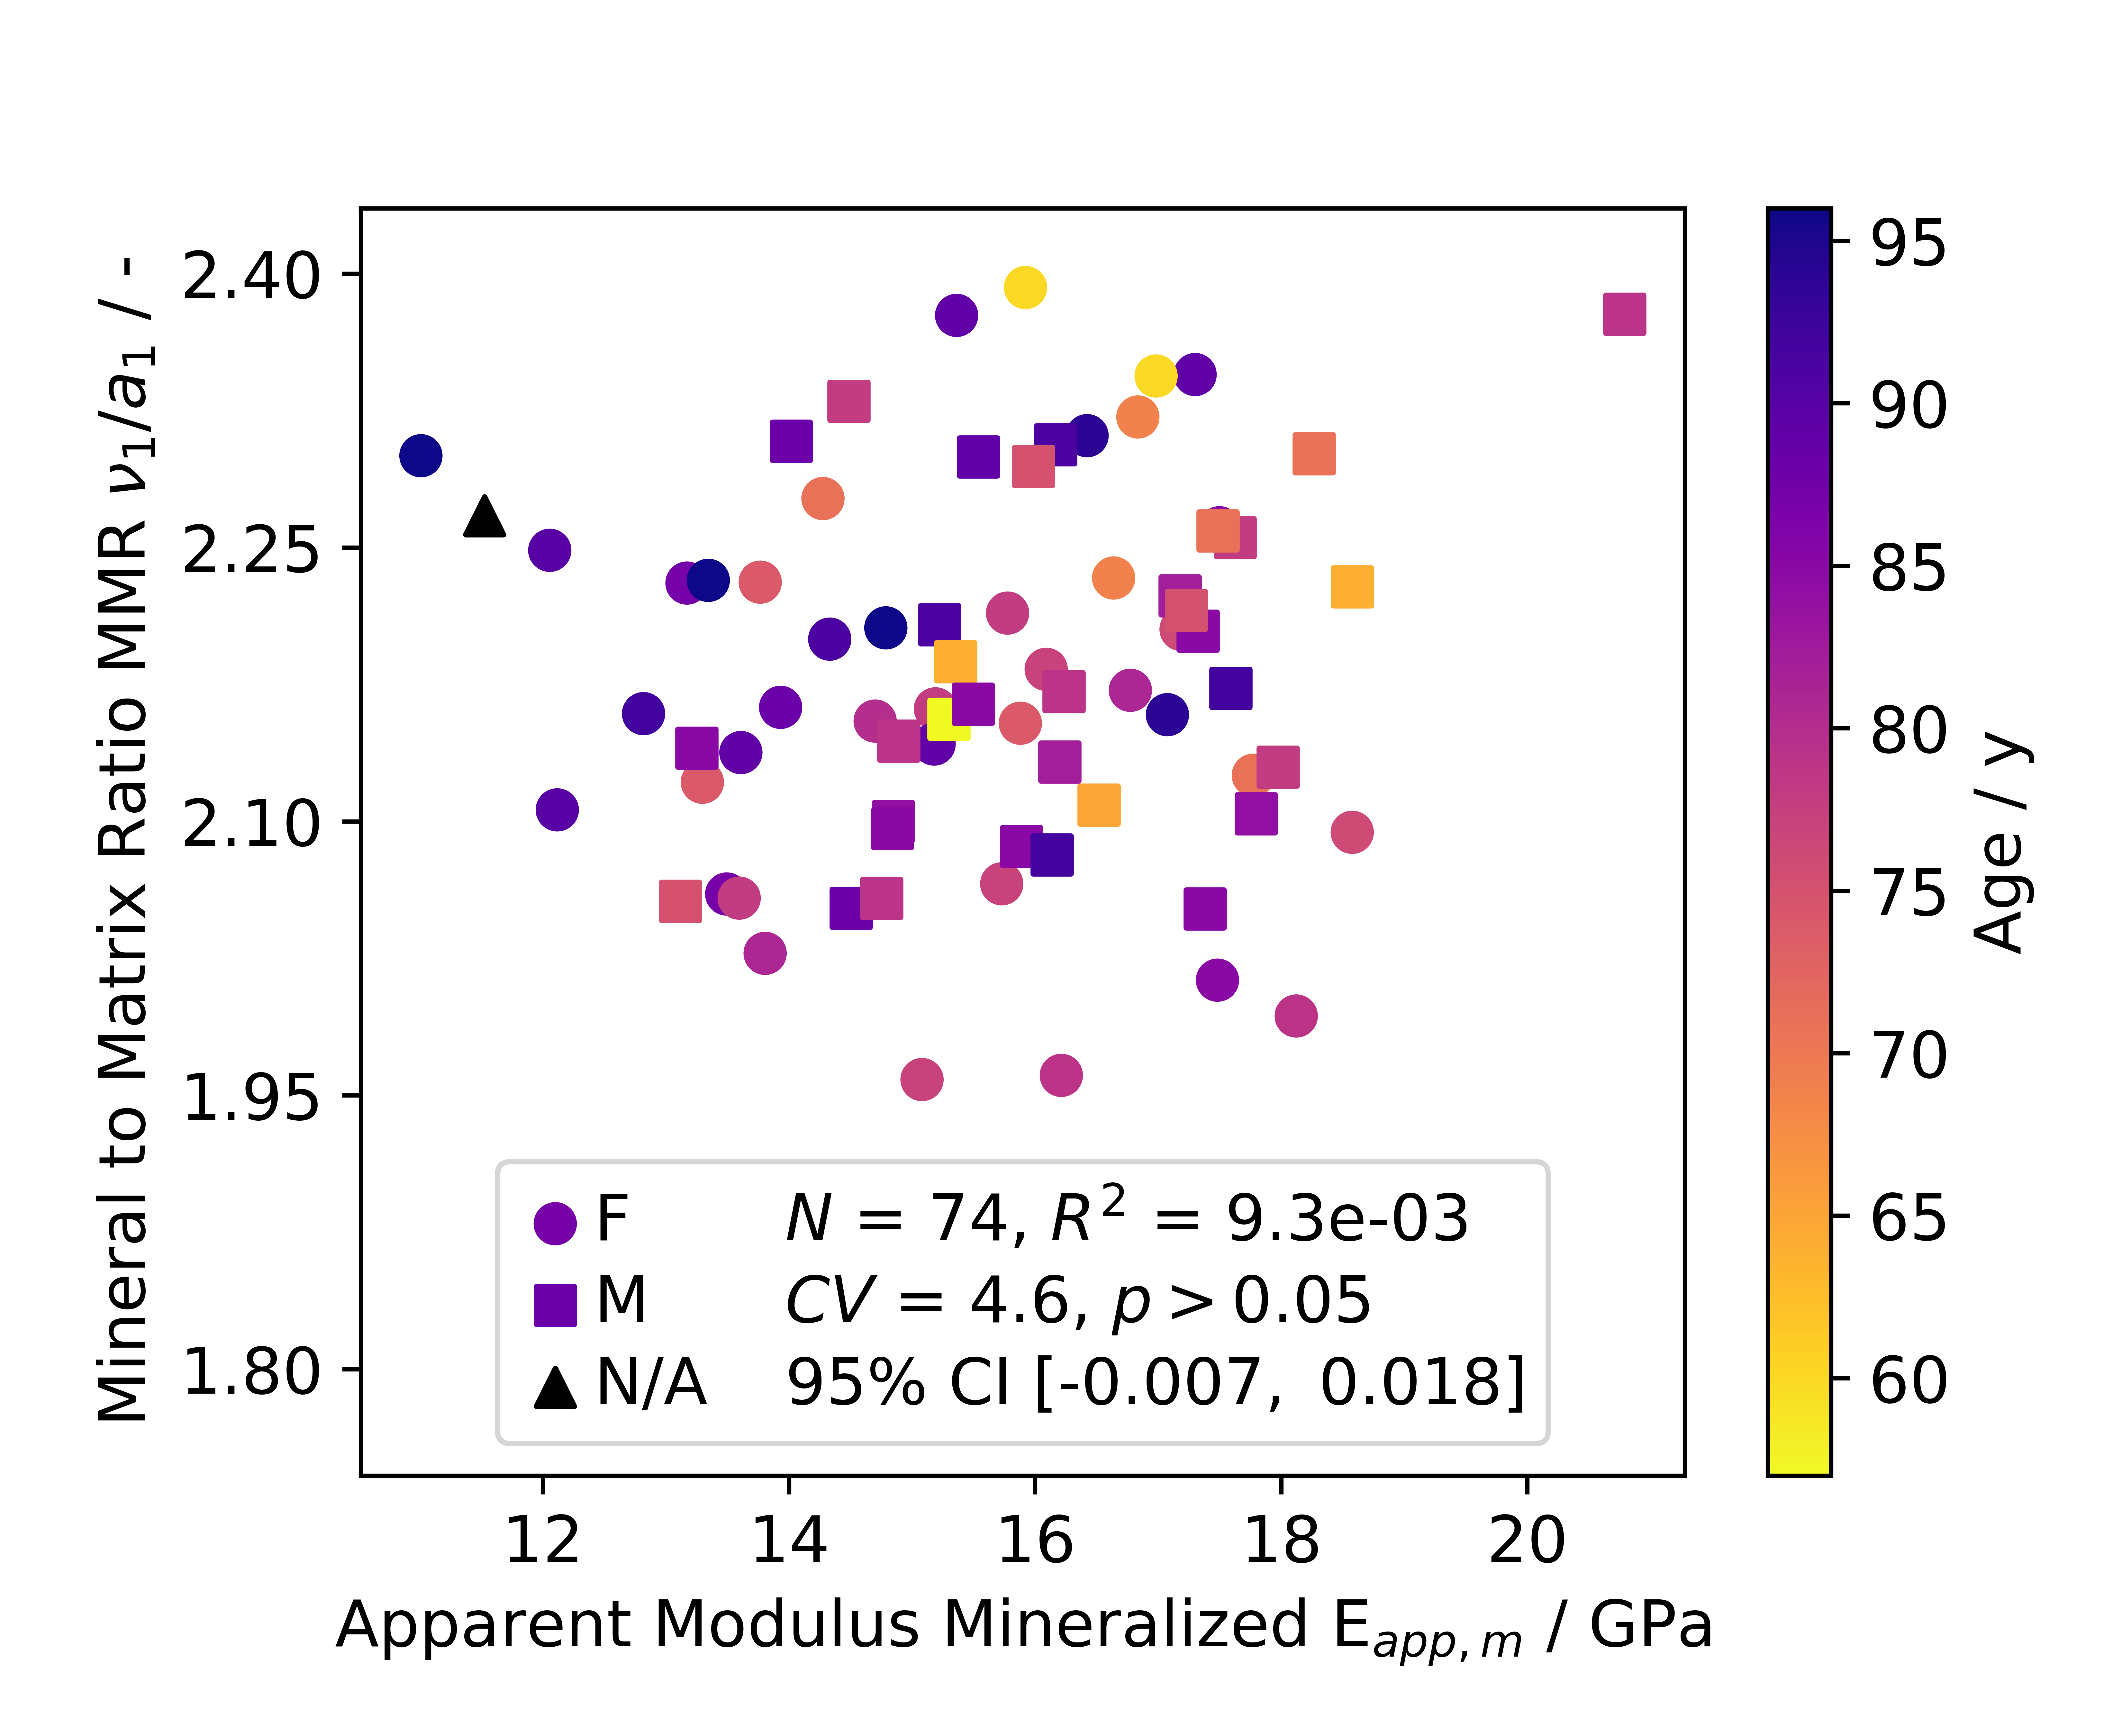 Mineral to Matrix Ratio MMR ν₁/a₁ / -
2.40
2.25
2.10
1.95
1.80
F N = 74, R² = 9.3e-03
M CV = 4.6, p > 0.05
N/A 95% CI [-0.007, 0.018]
12 14 16 18 20
Apparent Modulus Mineralized E_app,m / GPa
95
90
85
80
75
70
65
60
Age / y